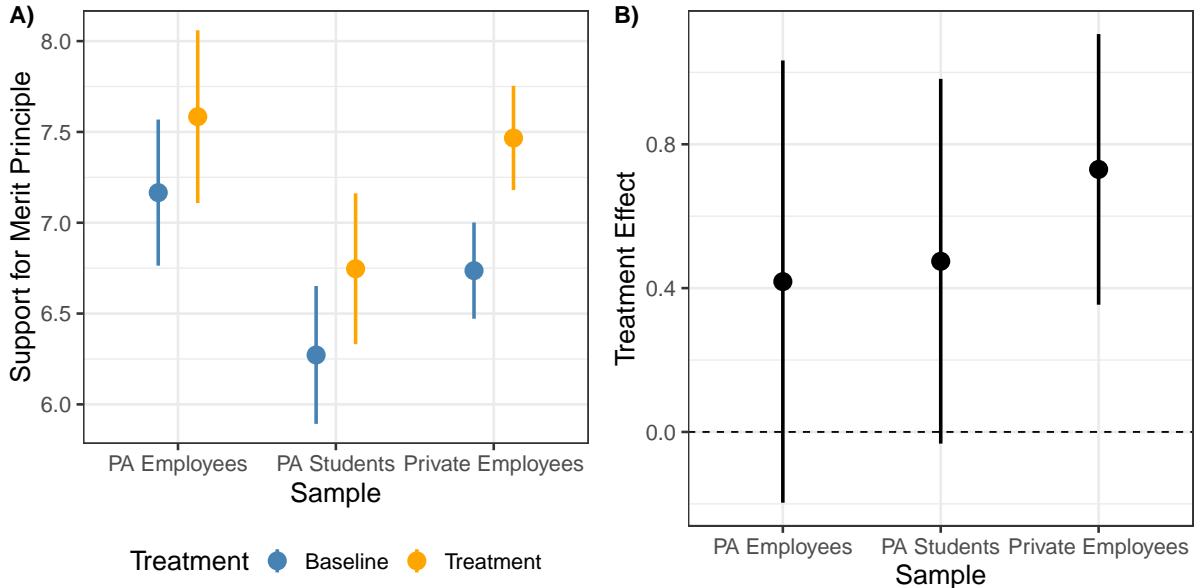 A)
Support for Merit Principle
8.0
7.5
7.0
6.5
6.0
PA Employees PA Students Private Employees
Sample
Treatment Baseline Treatment
B)
Treatment Effect
0.8
0.4
0.0
PA Employees PA Students Private Employees
Sample